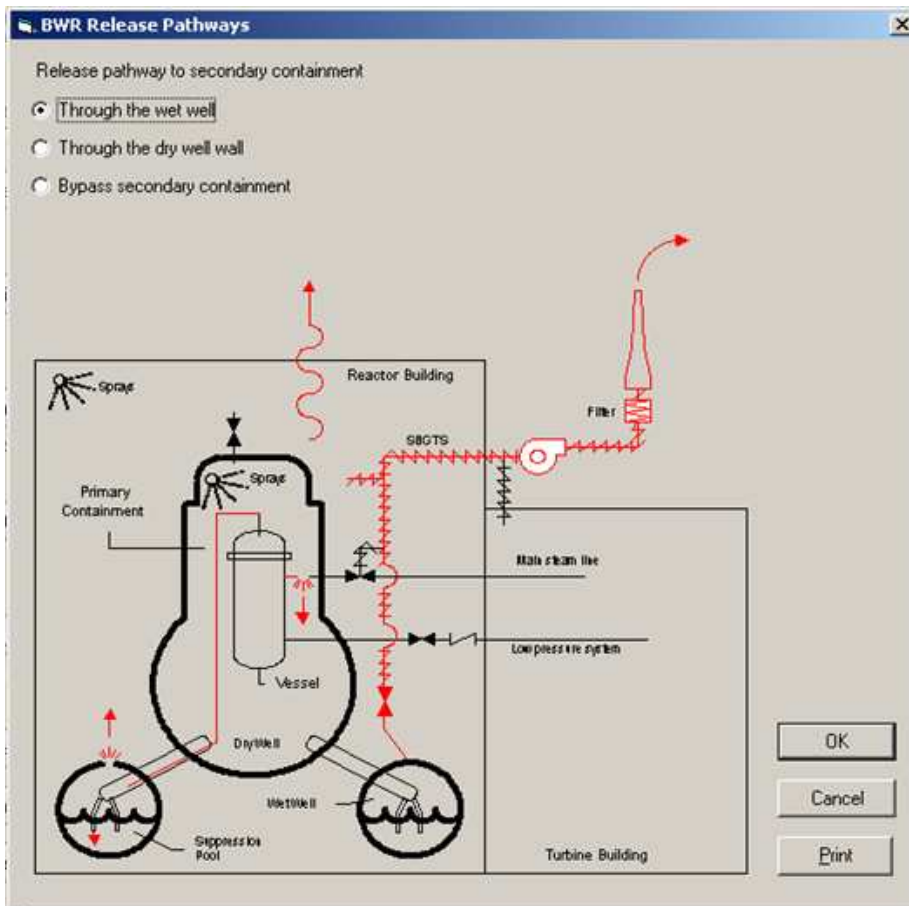 BWR Release Pathways
Release pathway to secondary containment
Through the wet well
Through the dry well wall
Bypass secondary containment
Sprays
Reactor Building
Filter
SBGTS
Sprays
Primary
Containment
Main steam line
Low pressure system
Vessel
DryWell
OK
WetWell
Cancel
Suppression
Pool
Turbine Building
Print